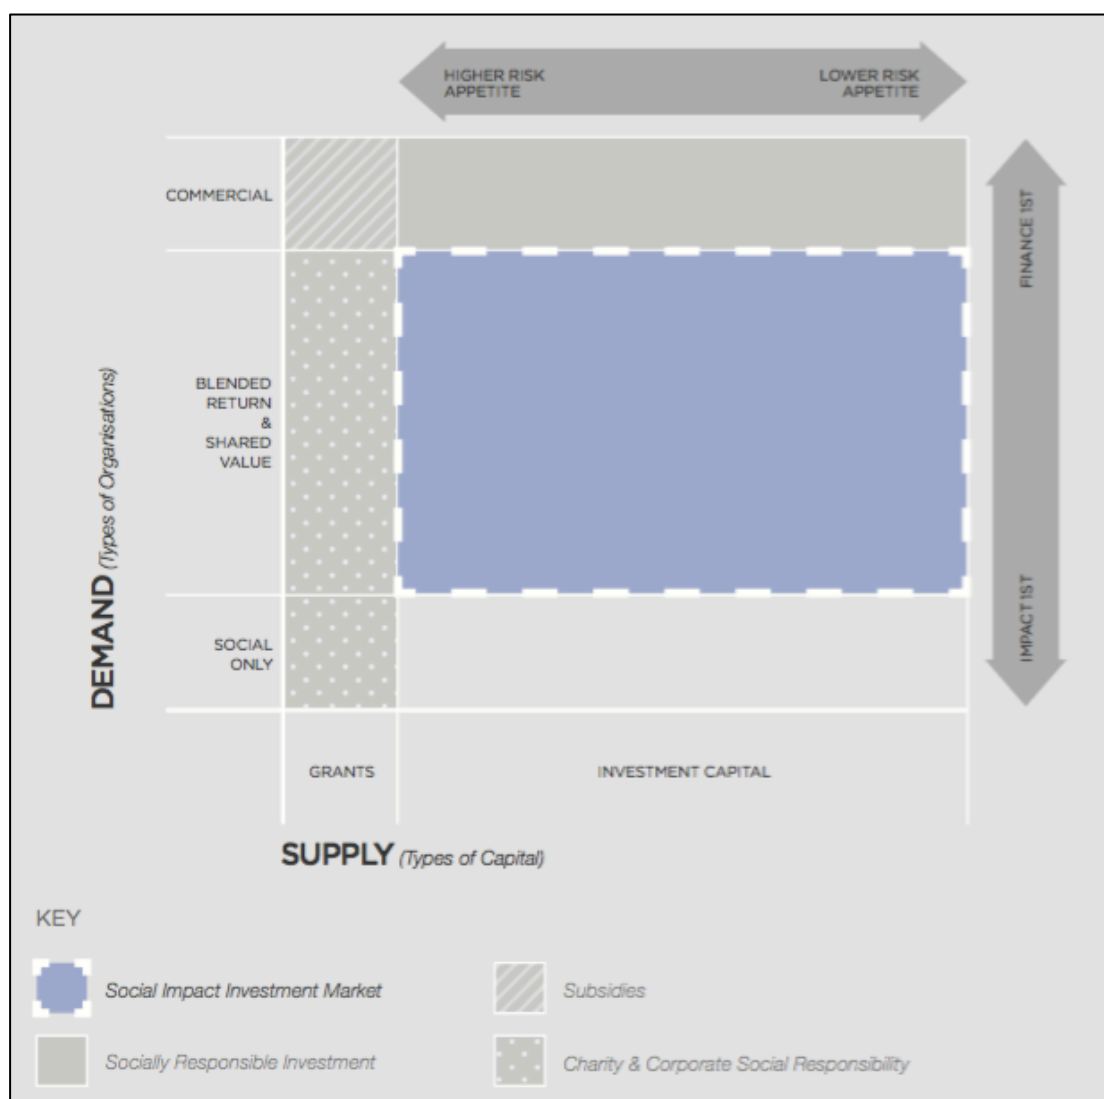 HIGHER RISK
APPETITE
LOWER RISK
APPETITE
COMMERCIAL
FINANCE 1ST
BLENDED
RETURN
&
SHARED
VALUE
DEMAND (Types of Organisations)
SOCIAL
ONLY
IMPACT 1ST
GRANTS
INVESTMENT CAPITAL
SUPPLY (Types of Capital)
KEY
Social Impact Investment Market
Subsidies
Socially Responsible Investment
Charity & Corporate Social Responsibility